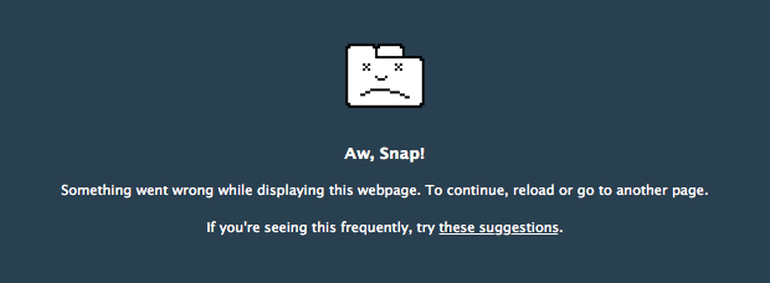 Aw, Snap!
Something went wrong while displaying this webpage. To continue, reload or go to another page.
If you're seeing this frequently, try these suggestions.